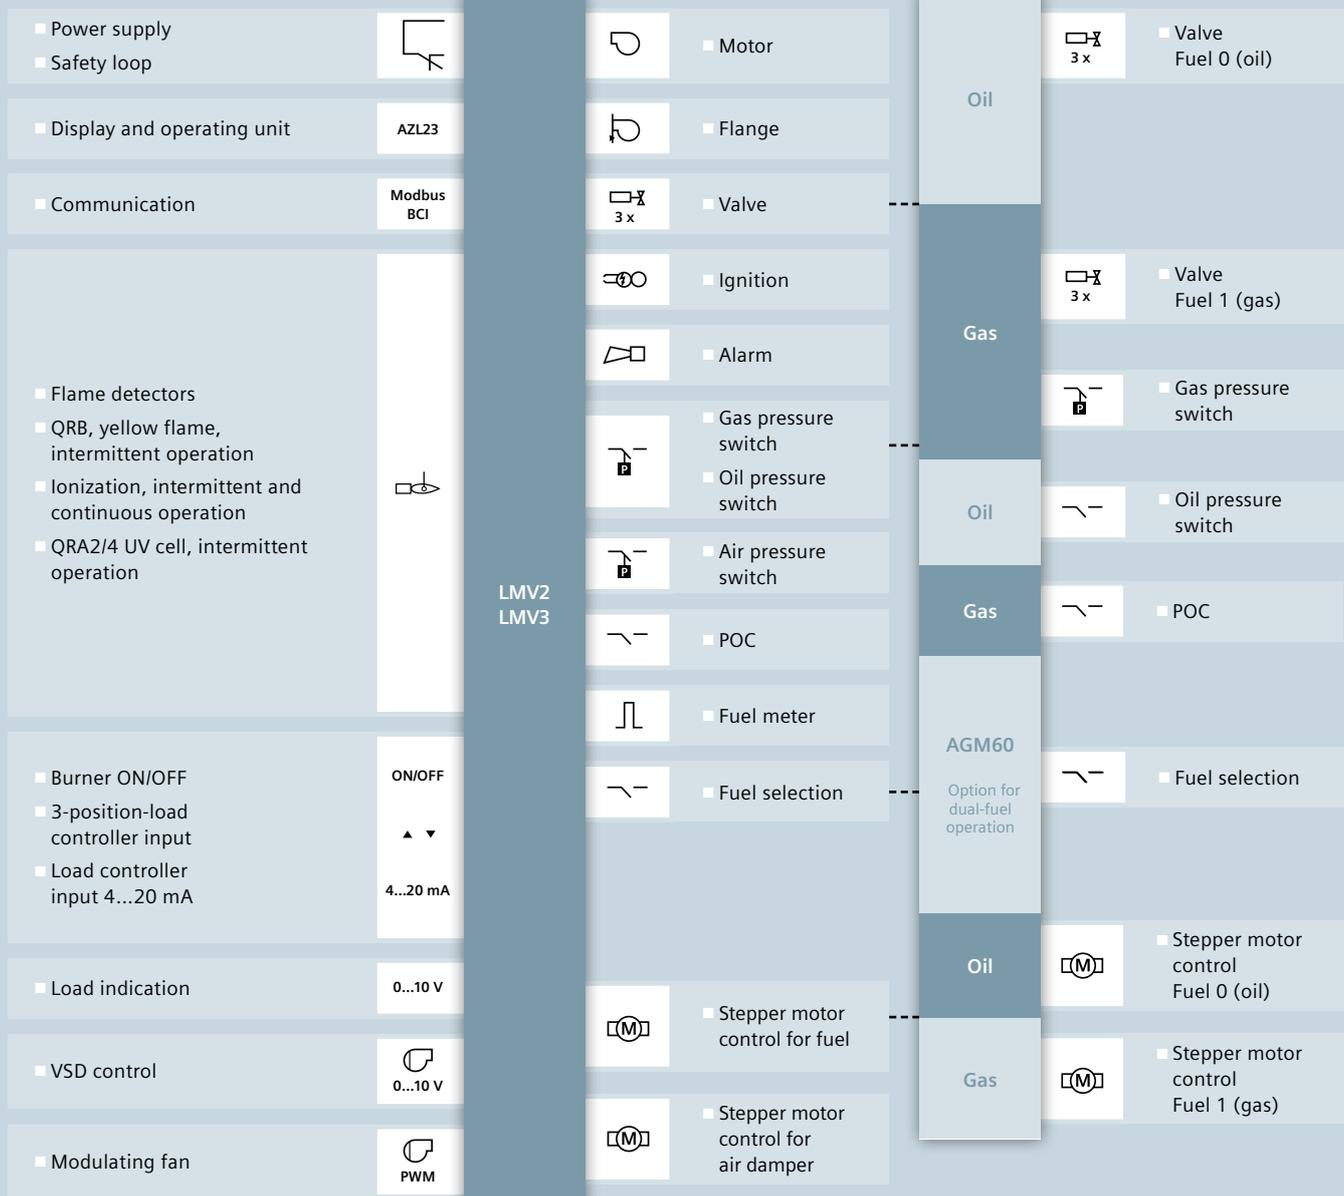 Power supply
Safety loop
Display and operating unit
AZL23
Communication
Modbus
BCI
Flame detectors
QRB, yellow flame,
intermittent operation
Ionization, intermittent and
continuous operation
QRA2/4 UV cell, intermittent
operation
Burner ON/OFF
3-position-load
controller input
Load controller
input 4...20 mA
ON/OFF
4...20 mA
Load indication
0...10 V
VSD control
0...10 V
Modulating fan
PWM
LMV2
LMV3
Motor
Flange
3 x
Valve
Ignition
Alarm
P
Gas pressure
switch
Oil pressure
switch
P
Air pressure
switch
POC
Fuel meter
Fuel selection
M
Stepper motor
control for fuel
M
Stepper motor
control for
air damper
Oil
Gas
Oil
Gas
AGM60
Option for
dual-fuel
operation
Oil
Gas
3 x
Valve
Fuel 0 (oil)
3 x
Valve
Fuel 1 (gas)
P
Gas pressure
switch
Oil pressure
switch
POC
Fuel selection
M
Stepper motor
control
Fuel 0 (oil)
M
Stepper motor
control
Fuel 1 (gas)